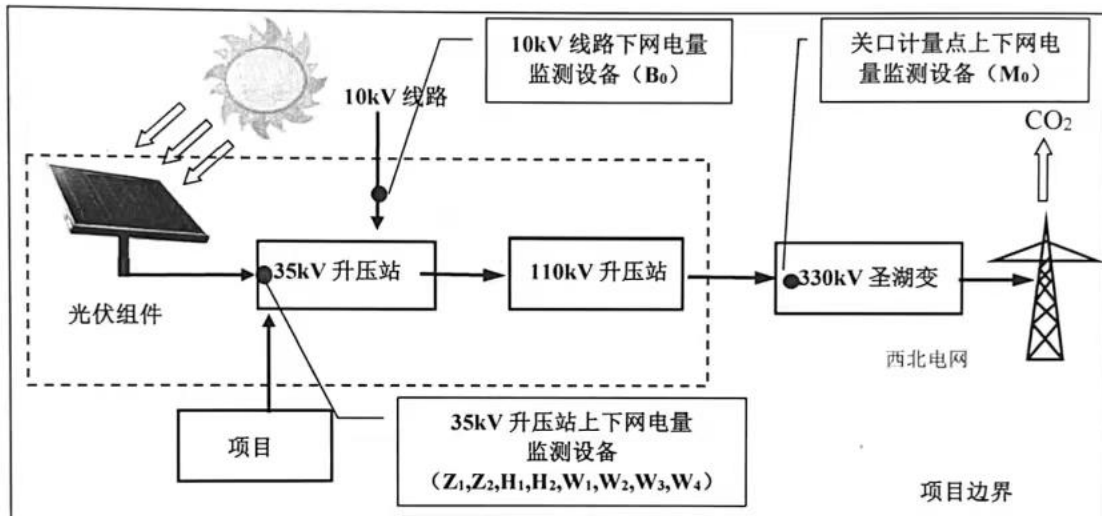 10kV 线路下网电量
监测设备（B₀）
关口计量点上下网电
量监测设备（M₀）
10kV 线路
CO₂
35kV 升压站
110kV 升压站
330kV 圣湖变
光伏组件
西北电网
项目
35kV 升压站上下网电量
监测设备
（Z₁,Z₂,H₁,H₂,W₁,W₂,W₃,W₄）
项目边界